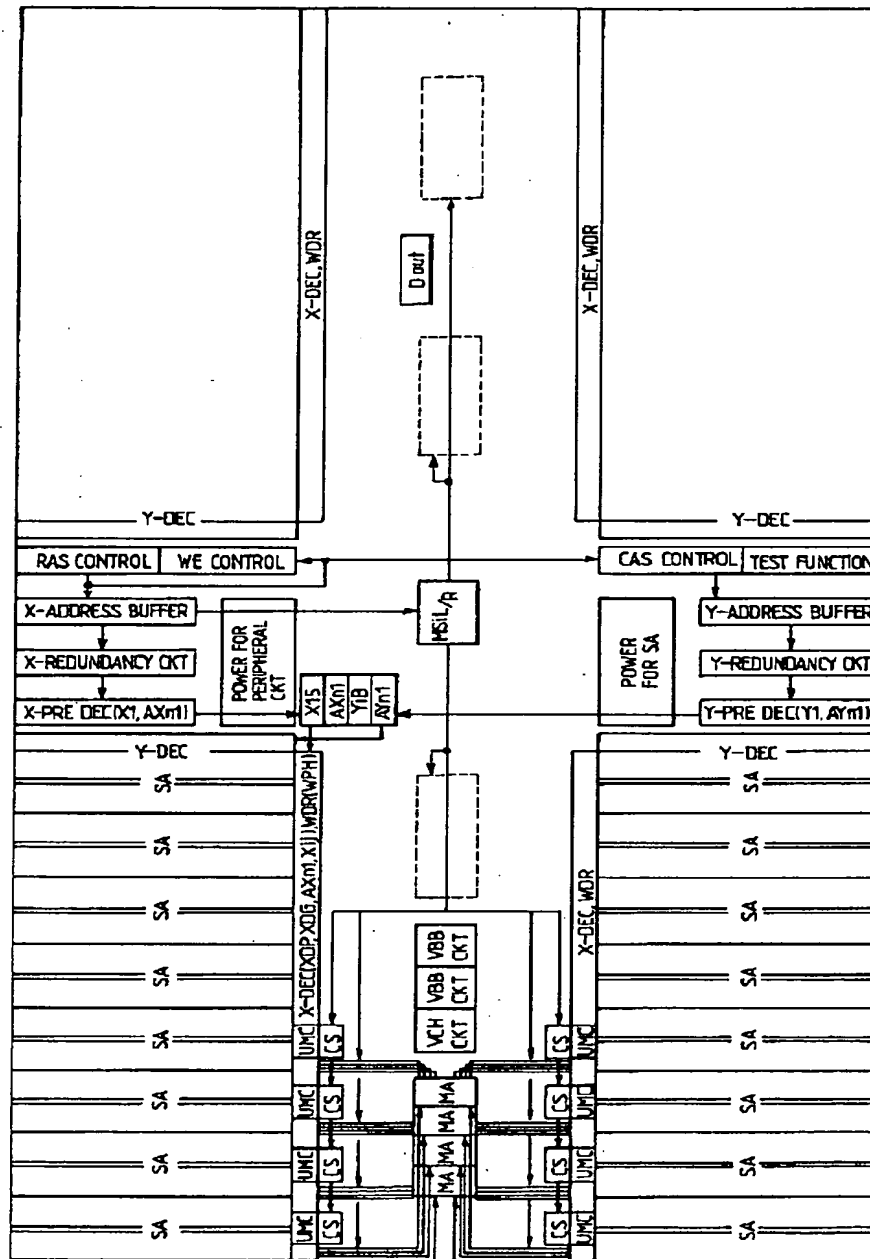 X-DEC, WDR
X-DEC, WDR
D out
Y-DEC
Y-DEC
RAS CONTROL
WE CONTROL
CAS CONTROL
TEST FUNCTION
X-ADDRESS BUFFER
POWER FOR
PERIPHERAL
CKT
MSiL/R
POWER
FOR SA
Y-ADDRESS BUFFER
X-REDUNDANCY CKT
Y-REDUNDANCY CKT
X-PRE DEC(X1, AXn1)
X15
AXn1
YiB
AYn1
Y-PRE DEC(Y1, AYn1)
Y-DEC
Y-DEC
X-DEC(XDP, XDG, AXn1, Xij), WDR(WPH)
X-DEC, WDR
SA
SA
SA
SA
SA
SA
SA
SA
VBB
CKT
VBB
CKT
VCH
CKT
SA
UMC
CS
CS
UMC
SA
SA
UMC
CS
MA
CS
UMC
SA
MA
SA
UMC
CS
MA
CS
UMC
SA
MA
SA
UMC
CS
CS
UMC
SA